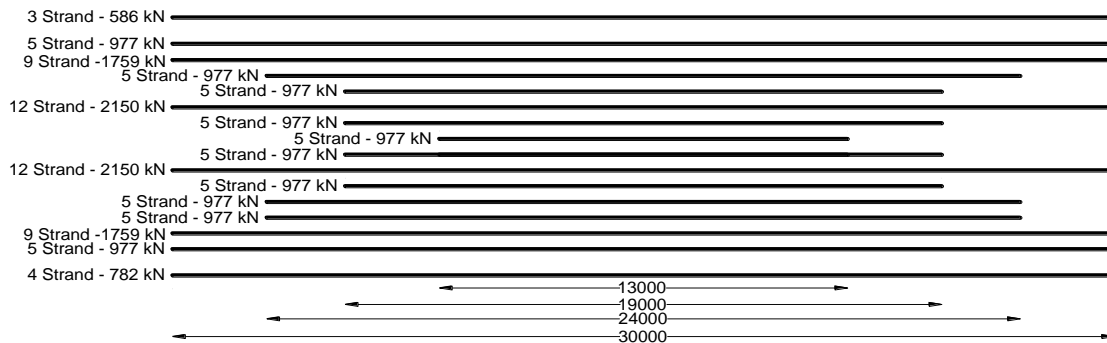 3 Strand - 586 kN
5 Strand - 977 kN
9 Strand -1759 kN
5 Strand - 977 kN
5 Strand - 977 kN
12 Strand - 2150 kN
5 Strand - 977 kN
5 Strand - 977 kN
5 Strand - 977 kN
12 Strand - 2150 kN
5 Strand - 977 kN
5 Strand - 977 kN
5 Strand - 977 kN
9 Strand -1759 kN
5 Strand - 977 kN
4 Strand - 782 kN
13000
19000
24000
30000